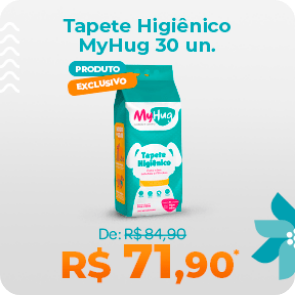 Tapete Higiênico
MyHug 30 un.
PRODUTO
EXCLUSIVO
MyHug
Tapete
Higiênico
De: R$ 84,90
R$ 71,90*